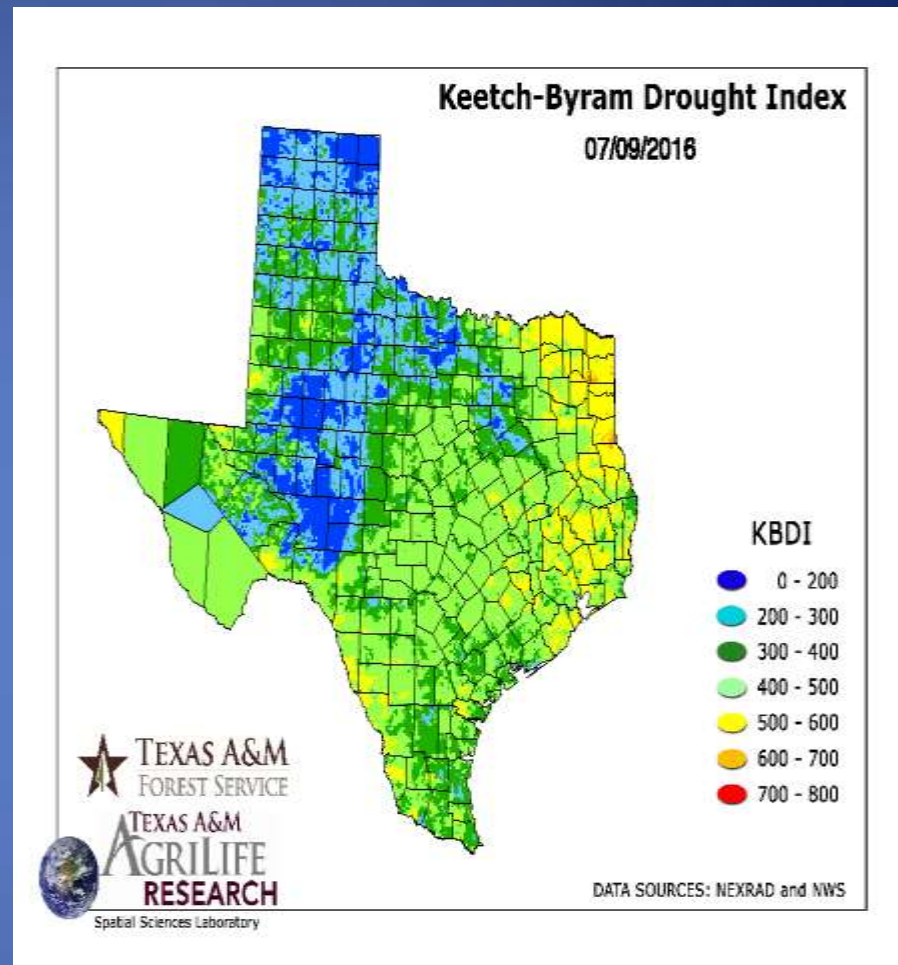 Keetch-Byram Drought Index
07/09/2016
KBDI
0 - 200
200 - 300
300 - 400
400 - 500
500 - 600
600 - 700
700 - 800
TEXAS A&M
FOREST SERVICE
TEXAS A&M
AGRILIFE
RESEARCH
Spatial Sciences Laboratory
DATA SOURCES: NEXRAD and NWS